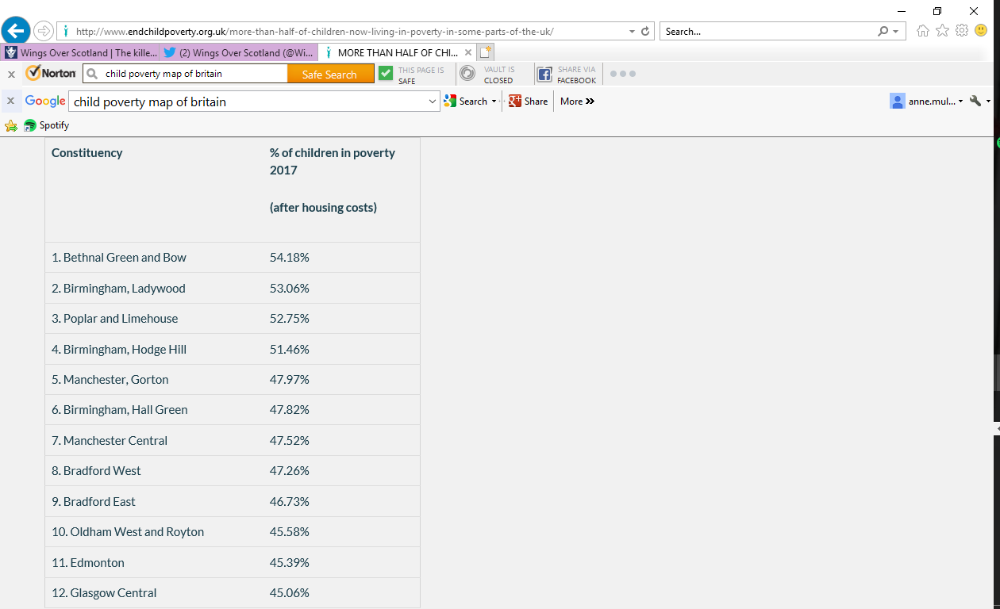 http://www.endchildpoverty.org.uk/more-than-half-of-children-now-living-in-poverty-in-some-parts-of-the-uk/
Search...
Wings Over Scotland | The kille...
(2) Wings Over Scotland (@Wi...
MORE THAN HALF OF CHI...
x
Norton
child poverty map of britain
Safe Search
THIS PAGE IS
SAFE
VAULT IS
CLOSED
SHARE VIA
FACEBOOK
x
Google
child poverty map of britain
Search
Share
More »
anne.mul...
Spotify
Constituency
% of children in poverty
2017
(after housing costs)
1. Bethnal Green and Bow 54.18%
2. Birmingham, Ladywood 53.06%
3. Poplar and Limehouse 52.75%
4. Birmingham, Hodge Hill 51.46%
5. Manchester, Gorton 47.97%
6. Birmingham, Hall Green 47.82%
7. Manchester Central 47.52%
8. Bradford West 47.26%
9. Bradford East 46.73%
10. Oldham West and Royton 45.58%
11. Edmonton 45.39%
12. Glasgow Central 45.06%